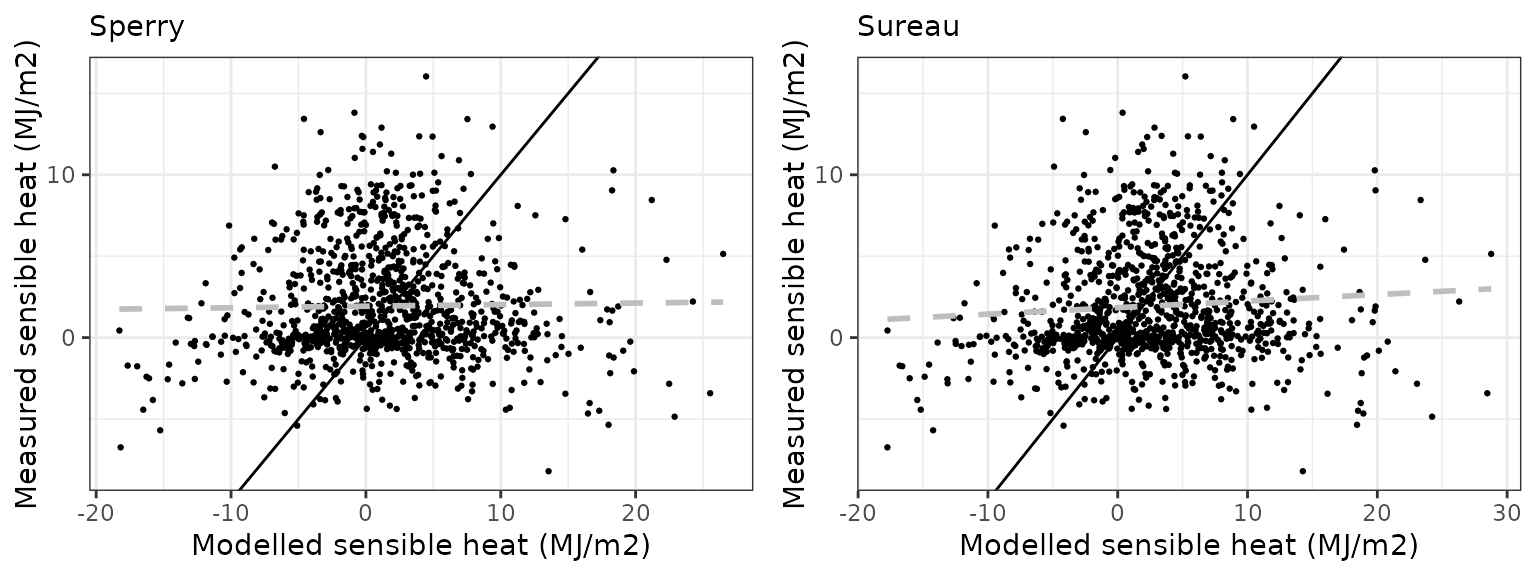 Sperry
Measured sensible heat (MJ/m2)
10
0
-20 -10 0 10 20
Modelled sensible heat (MJ/m2)
Sureau
Measured sensible heat (MJ/m2)
10
0
-20 -10 0 10 20 30
Modelled sensible heat (MJ/m2)